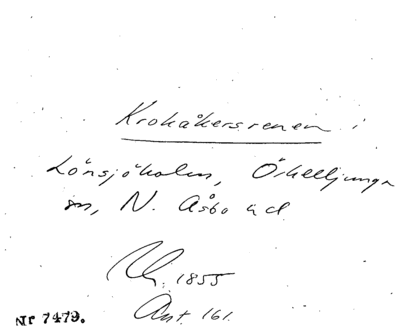 Krokåkersrenen i
Lönsjöholm, Örkelljunga
sn, N. Åsbo hd
1855
Ant. 161.
Nr 7479.